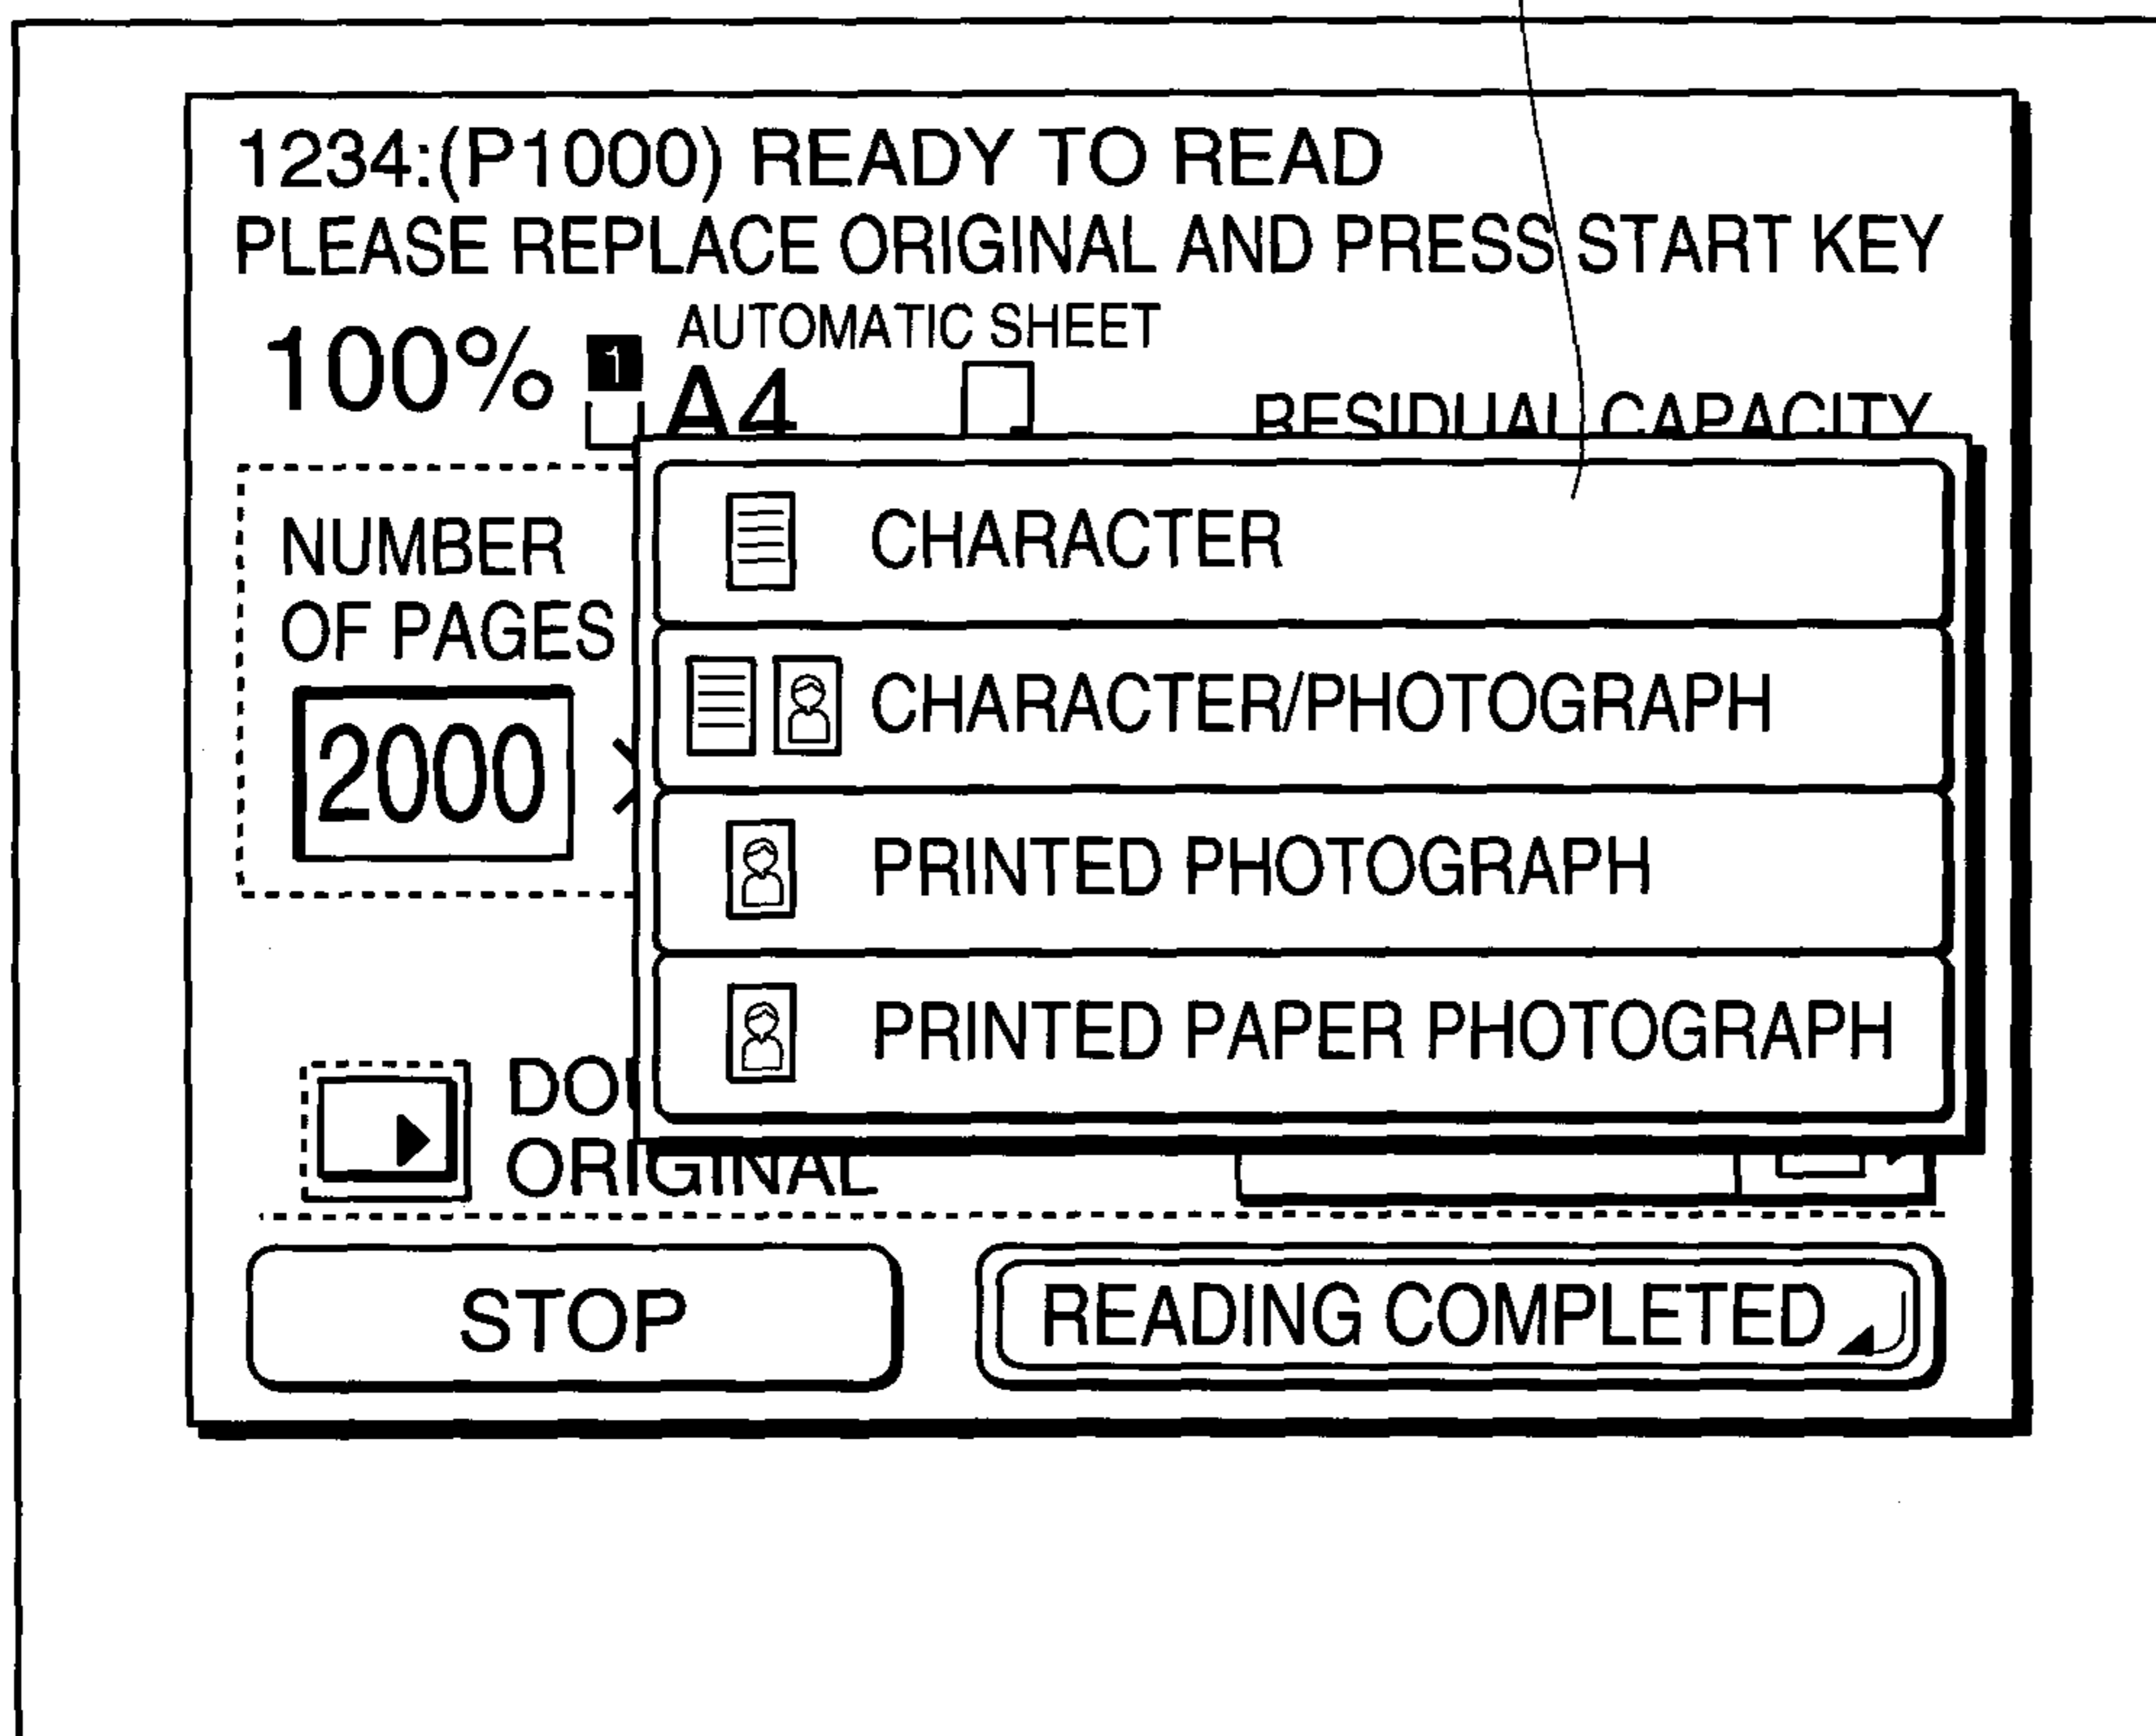 1234:(P1000) READY TO READ
PLEASE REPLACE ORIGINAL AND PRESS START KEY
100% 1 AUTOMATIC SHEET
A4
RESIDUAL CAPACITY
NUMBER
OF PAGES
2000
CHARACTER
CHARACTER/PHOTOGRAPH
PRINTED PHOTOGRAPH
PRINTED PAPER PHOTOGRAPH
ORIGINAL
STOP
READING COMPLETED